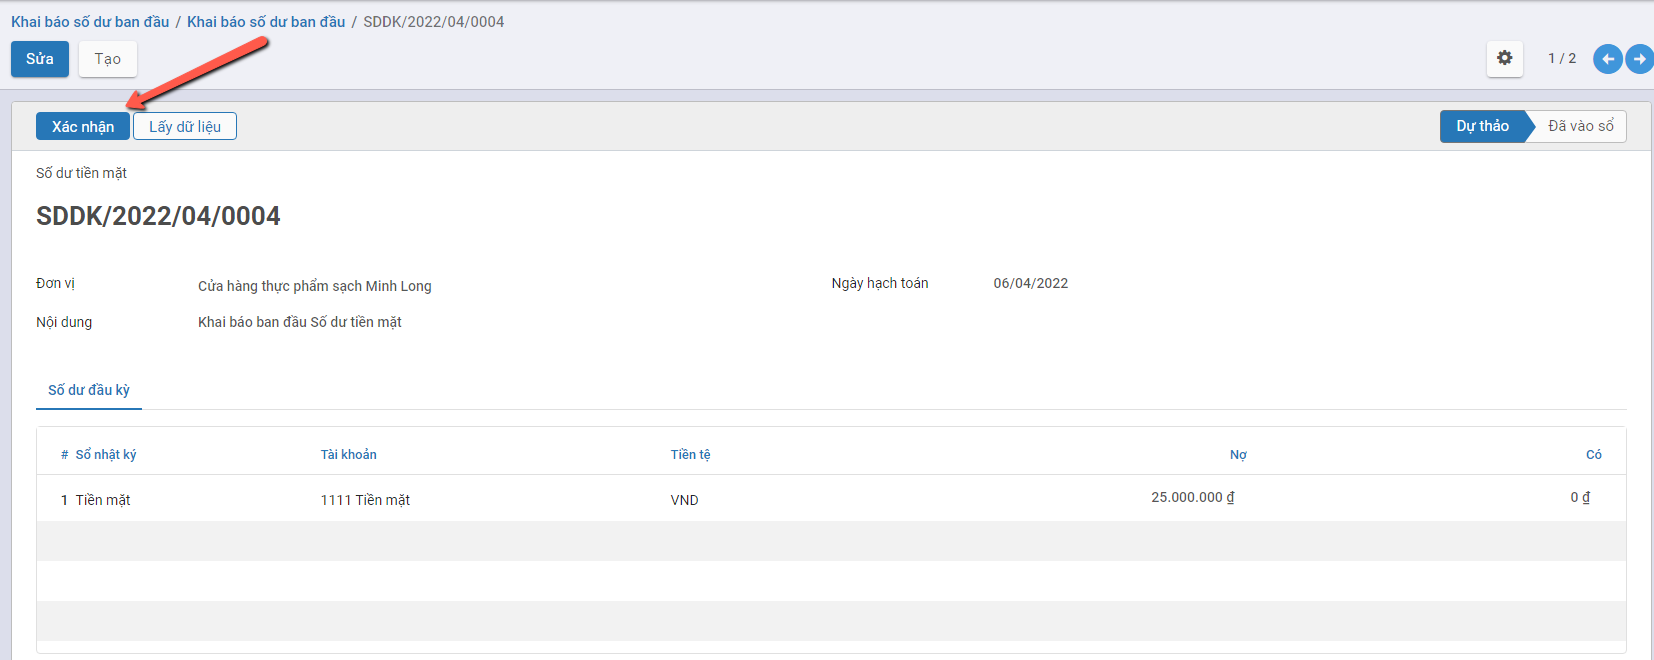 Khai báo số dư ban đầu / Khai báo số dư ban đầu / SDDK/2022/04/0004
Sửa Tạo 1 / 2
Xác nhận Lấy dữ liệu Dự thảo Đã vào sổ
Số dư tiền mặt
SDDK/2022/04/0004
Đơn vị Cửa hàng thực phẩm sạch Minh Long Ngày hạch toán 06/04/2022
Nội dung Khai báo ban đầu Số dư tiền mặt
Số dư đầu kỳ
# Sổ nhật ký Tài khoản Tiền tệ Nợ Có
1 Tiền mặt 1111 Tiền mặt VND 25.000.000 ₫ 0 ₫